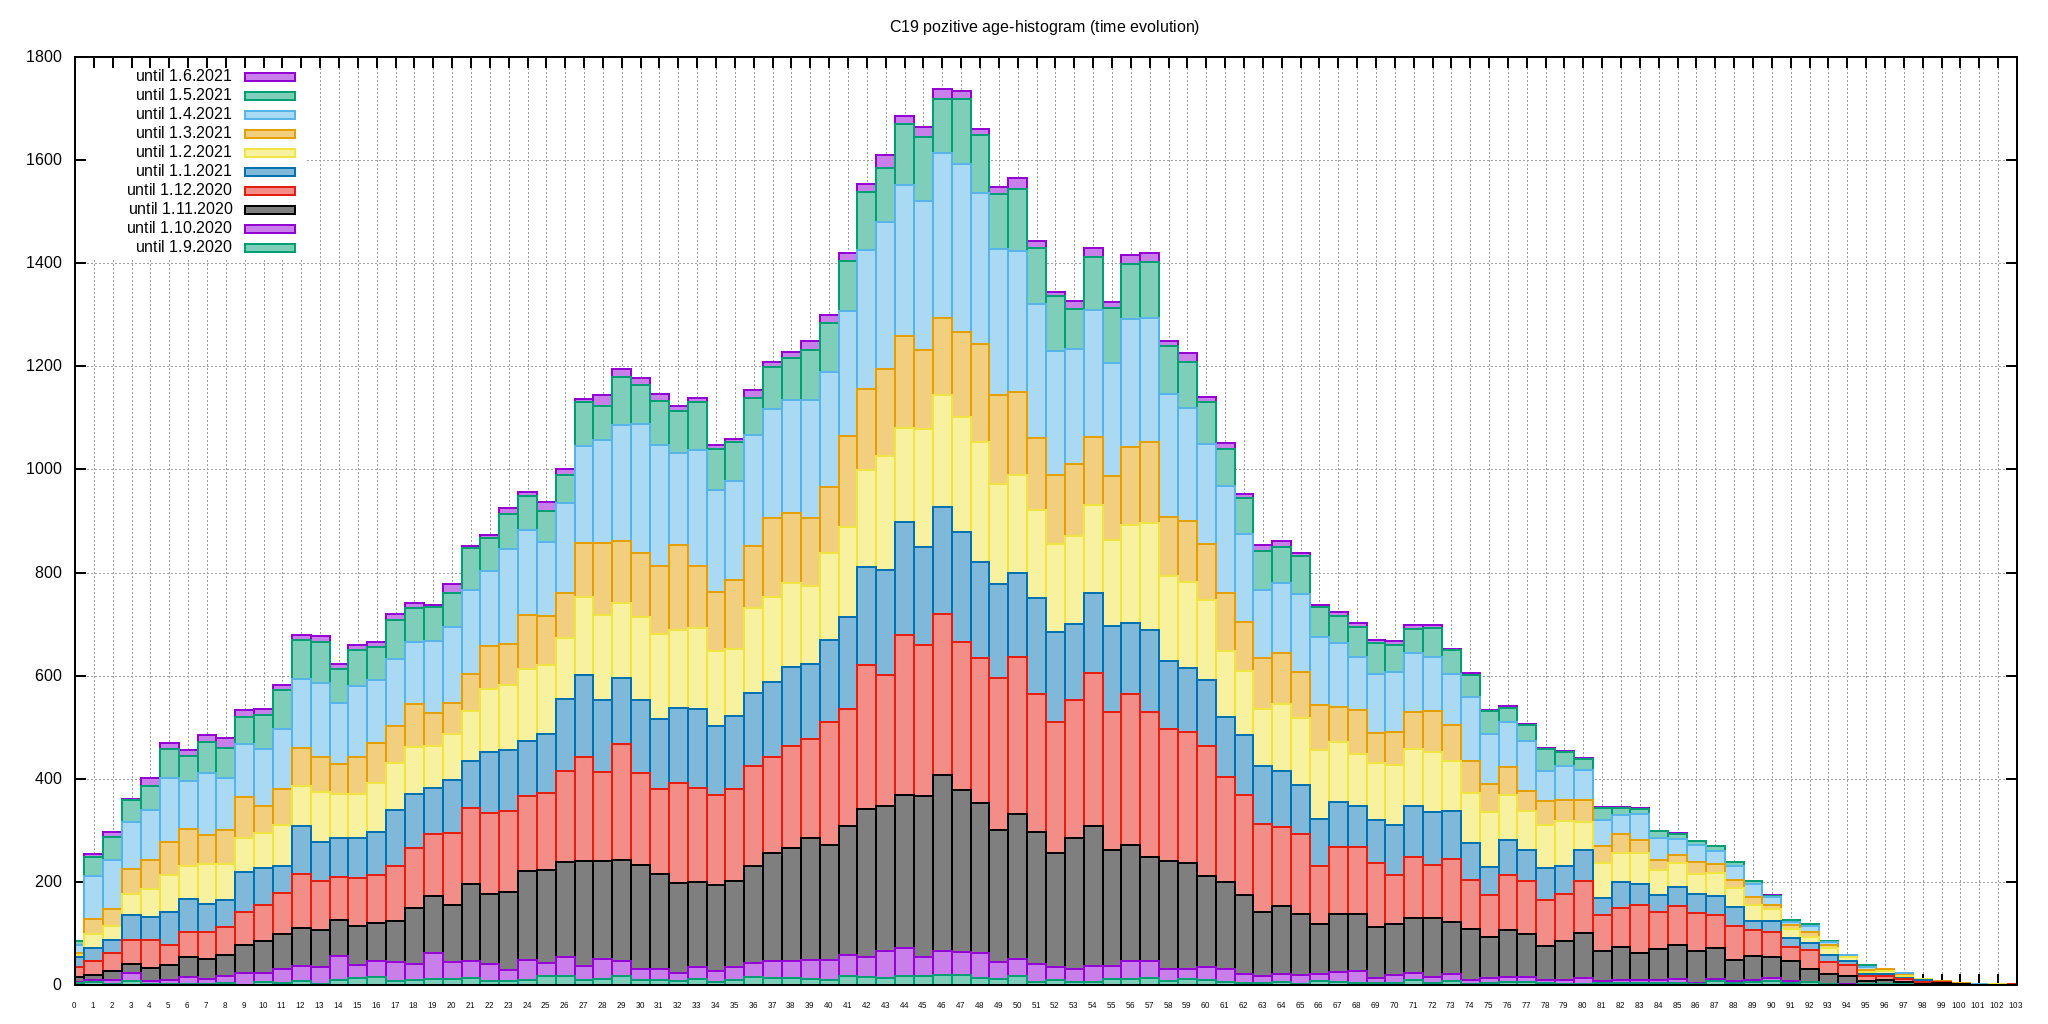 C19 pozitive age-histogram (time evolution)
1800
1600
1400
1200
1000
800
600
400
200
0
until 1.6.2021
until 1.5.2021
until 1.4.2021
until 1.3.2021
until 1.2.2021
until 1.1.2021
until 1.12.2020
until 1.11.2020
until 1.10.2020
until 1.9.2020
0 1 2 3 4 5 6 7 8 9 10 11 12 13 14 15 16 17 18 19 20 21 22 23 24 25 26 27 28 29 30 31 32 33 34 35 36 37 38 39 40 41 42 43 44 45 46 47 48 49 50 51 52 53 54 55 56 57 58 59 60 61 62 63 64 65 66 67 68 69 70 71 72 73 74 75 76 77 78 79 80 81 82 83 84 85 86 87 88 89 90 91 92 93 94 95 96 97 98 99 100 101 102 103